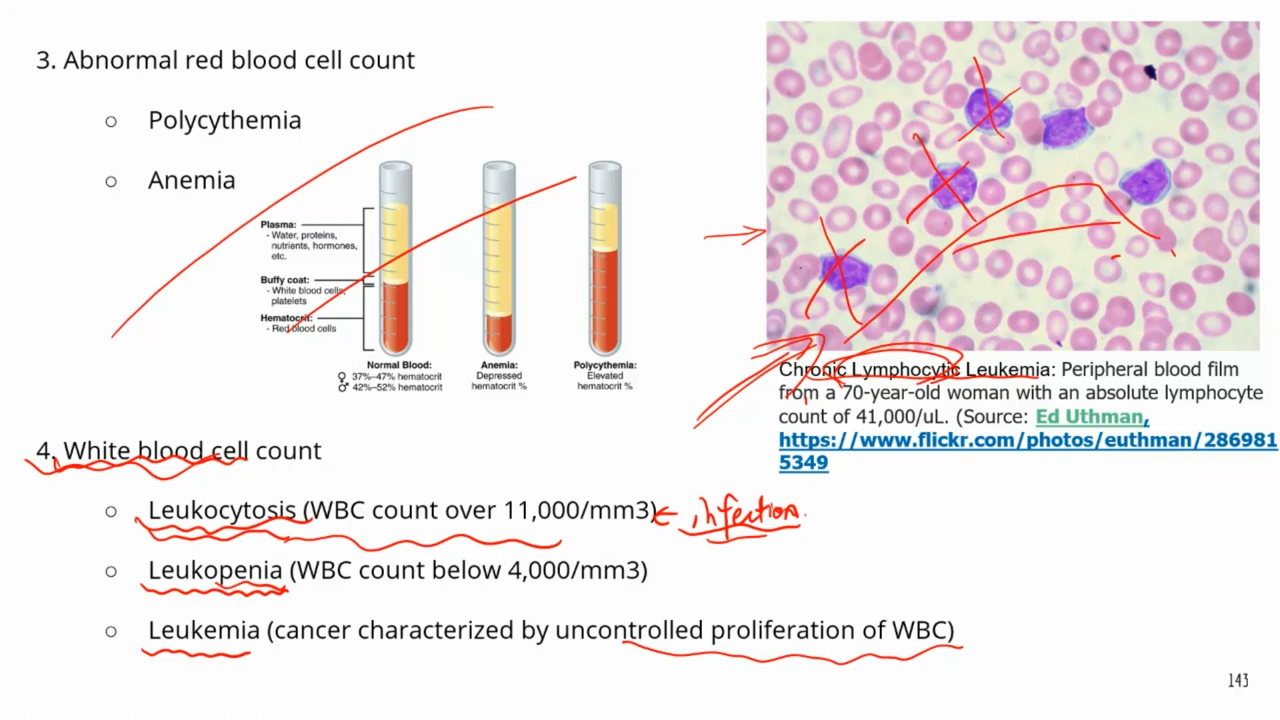 3. Abnormal red blood cell count
○ Polycythemia
○ Anemia
Plasma:
- Water, proteins,
nutrients, hormones,
etc.
Buffy coat:
- White blood cells,
platelets
Hematocrit:
- Red blood cells
Normal Blood:
♀ 37%–47% hematocrit
♂ 42%–52% hematocrit
Anemia:
Depressed
hematocrit %
Polycythemia:
Elevated
hematocrit %
Chronic Lymphocytic Leukemia: Peripheral blood film
from a 70-year-old woman with an absolute lymphocyte
count of 41,000/uL. (Source: Ed Uthman,
https://www.flickr.com/photos/euthman/286981
5349
4. White blood cell count
○ Leukocytosis (WBC count over 11,000/mm3) ← infection.
○ Leukopenia (WBC count below 4,000/mm3)
○ Leukemia (cancer characterized by uncontrolled proliferation of WBC)
143